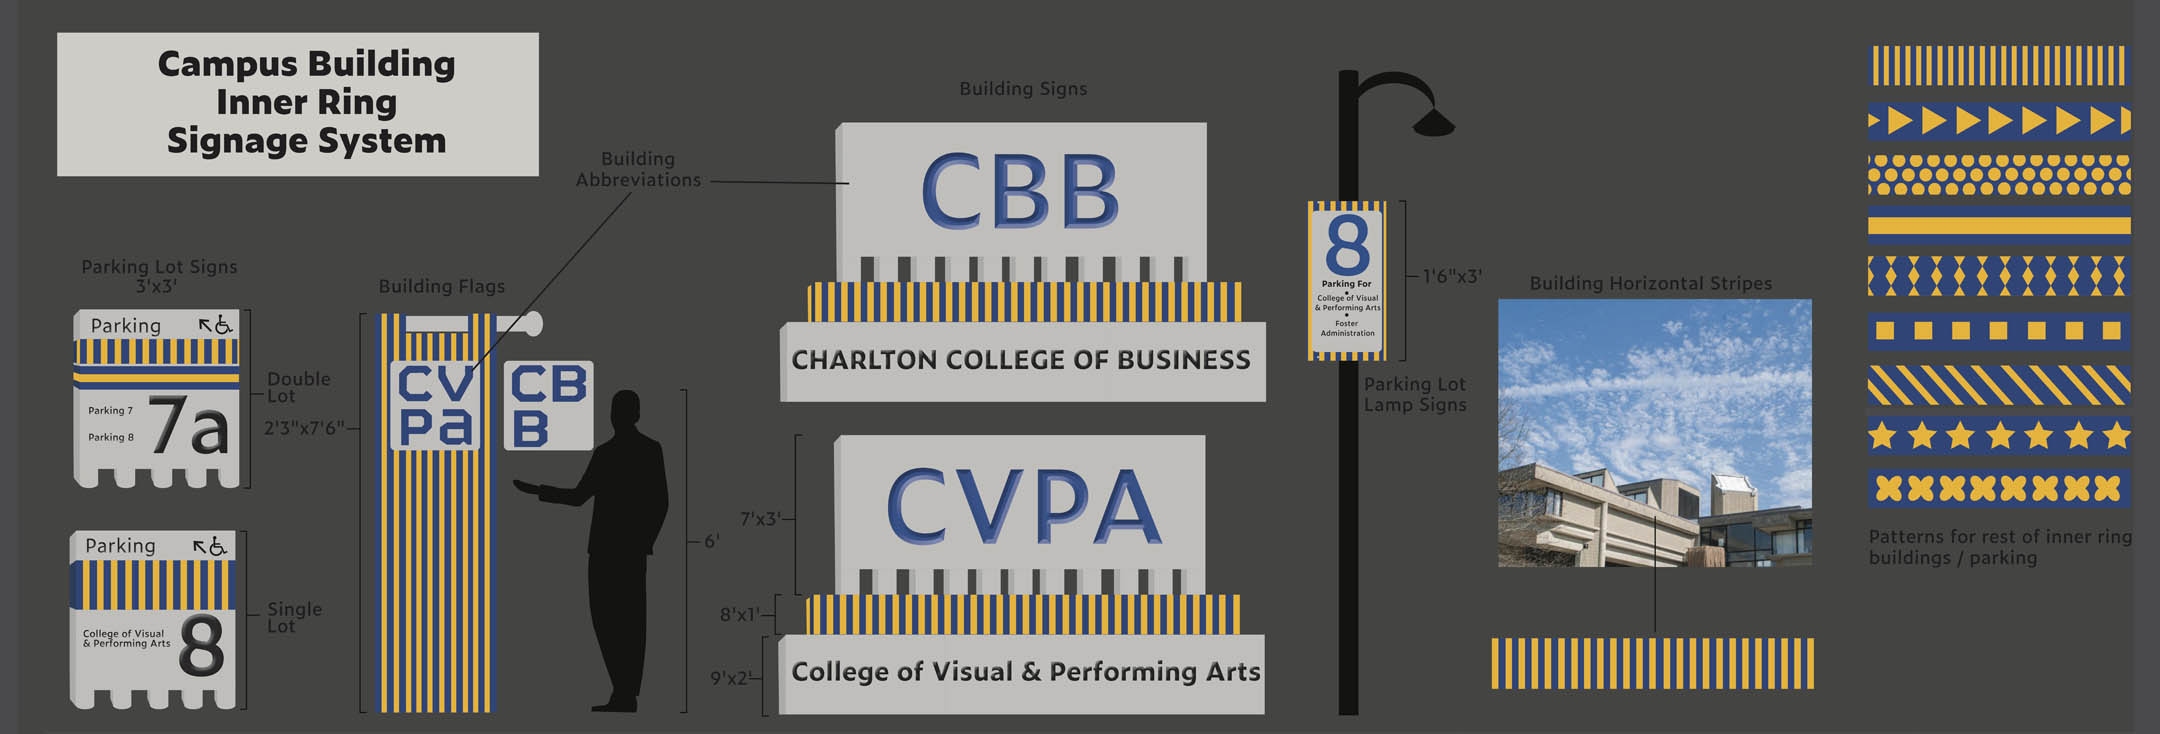 Campus Building
Inner Ring
Signage System
Building Signs
Building
Abbreviations
CBB
CHARLTON COLLEGE OF BUSINESS
Parking Lot Signs
3'x3'
Parking
Parking 7
Parking 8
7a
Double
Lot
Parking
College of Visual
& Performing Arts
8
Single
Lot
Building Flags
2'3"x7'6"
CV
Pa
CB
B
6'
CVPA
College of Visual & Performing Arts
7'x3'
8'x1'
9'x2'
8
Parking For
College of Visual
& Performing Arts
Foster
Administration
1'6"x3'
Parking Lot
Lamp Signs
Building Horizontal Stripes
Patterns for rest of inner ring
buildings / parking